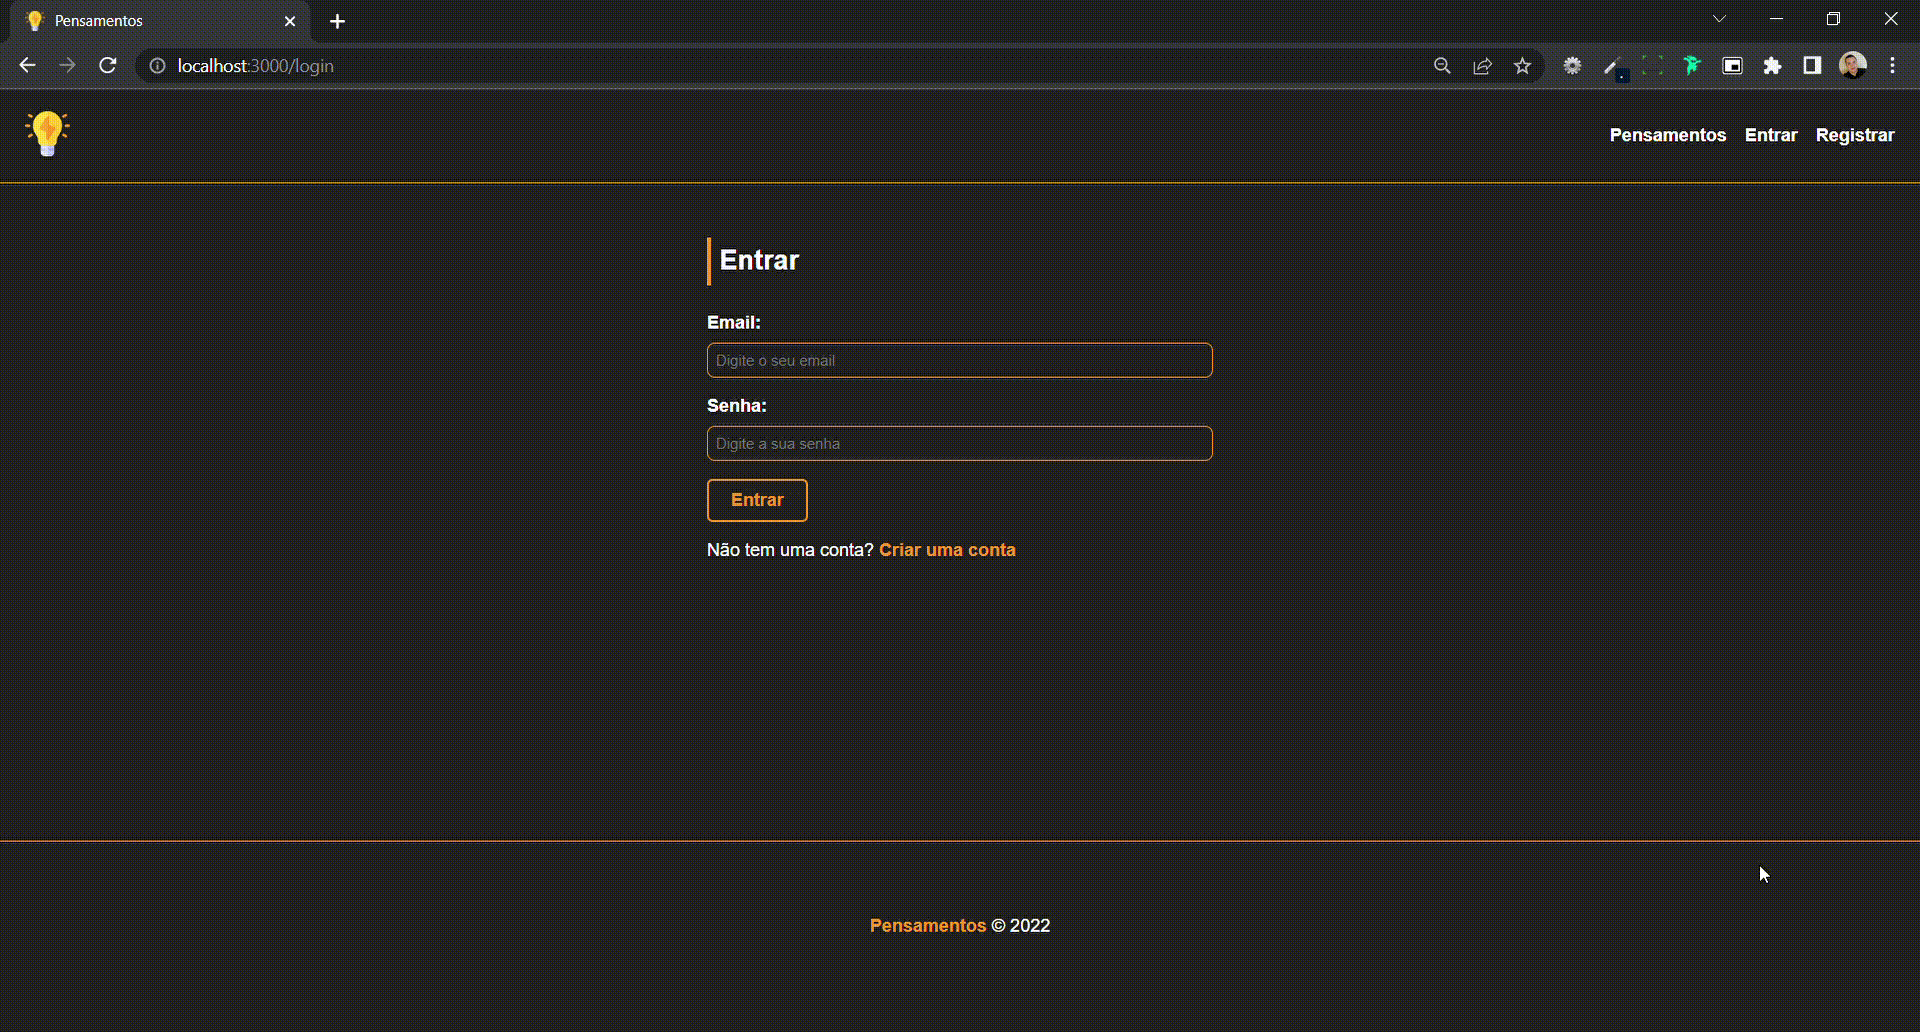 Pensamentos
localhost:3000/login
Pensamentos Entrar Registrar
Entrar
Email:
Digite o seu email
Senha:
Digite a sua senha
Entrar
Não tem uma conta? Criar uma conta
Pensamentos © 2022